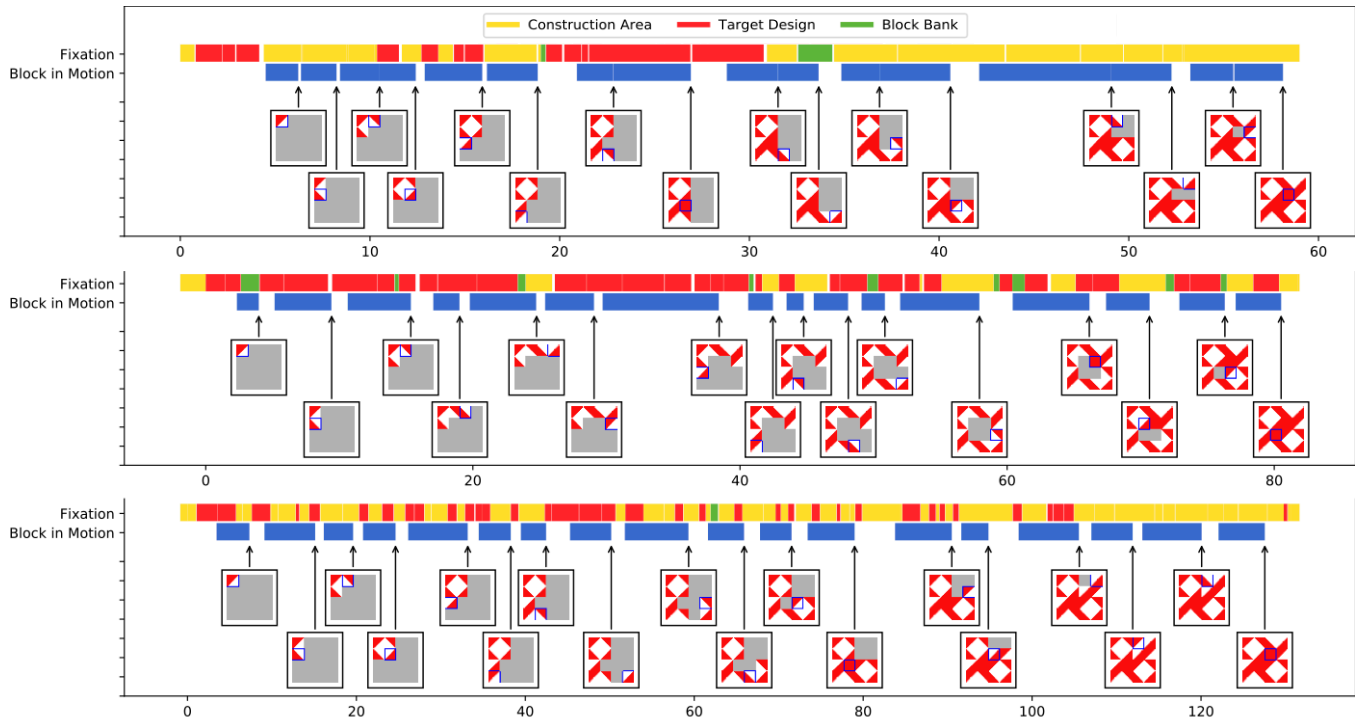 Construction Area Target Design Block Bank
Fixation
Block in Motion
0 10 20 30 40 50 60
Fixation
Block in Motion
0 20 40 60 80
Fixation
Block in Motion
0 20 40 60 80 100 120